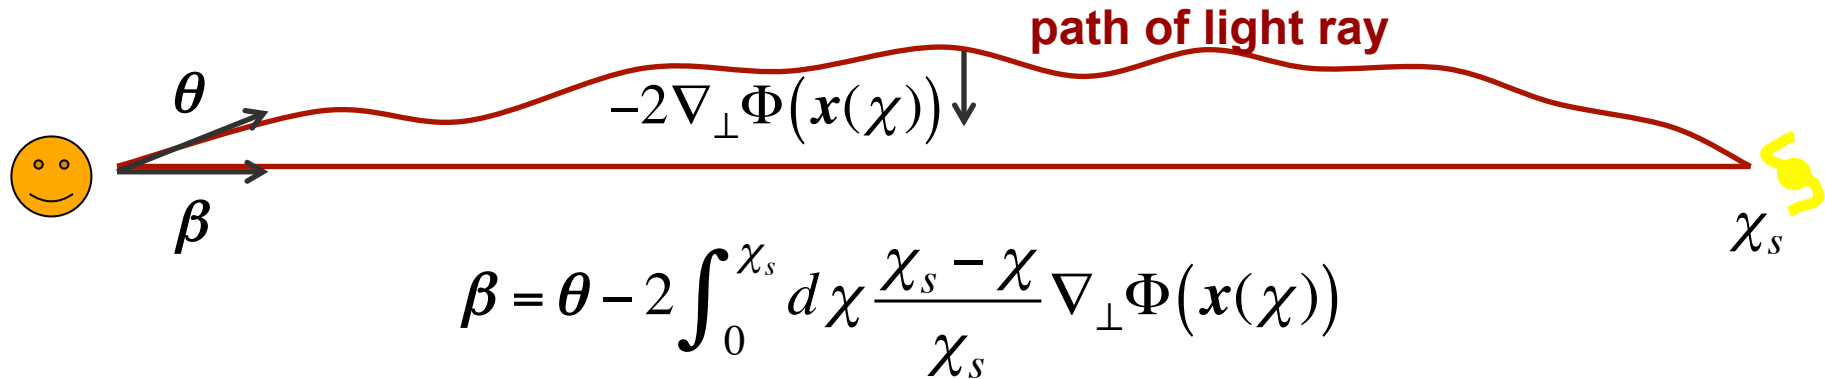 path of light ray
θ
−2∇⊥Φ(x(χ))
β
χₛ
β = θ − 2∫₀^χₛ dχ (χₛ − χ)/χₛ ∇⊥Φ(x(χ))